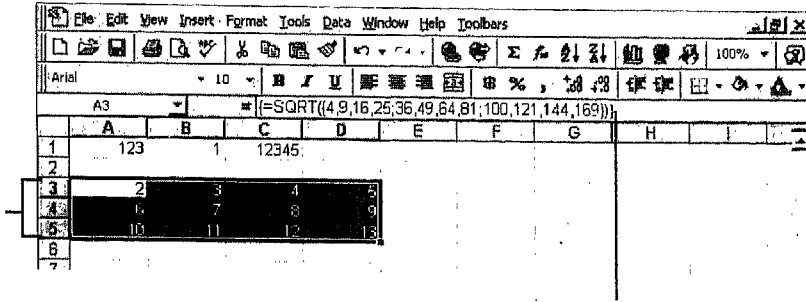 File Edit View Insert Format Tools Data Window Help Toolbars
100%
Arial 10 B I U %
A3 = {=SQRT({4,9,16,25;36,49,64,81;100,121,144,169})}
A B C D E F G H I
1 123 1 12345
2
3 2 3 4 5
4 6 7 8 9
5 10 11 12 13
6
7